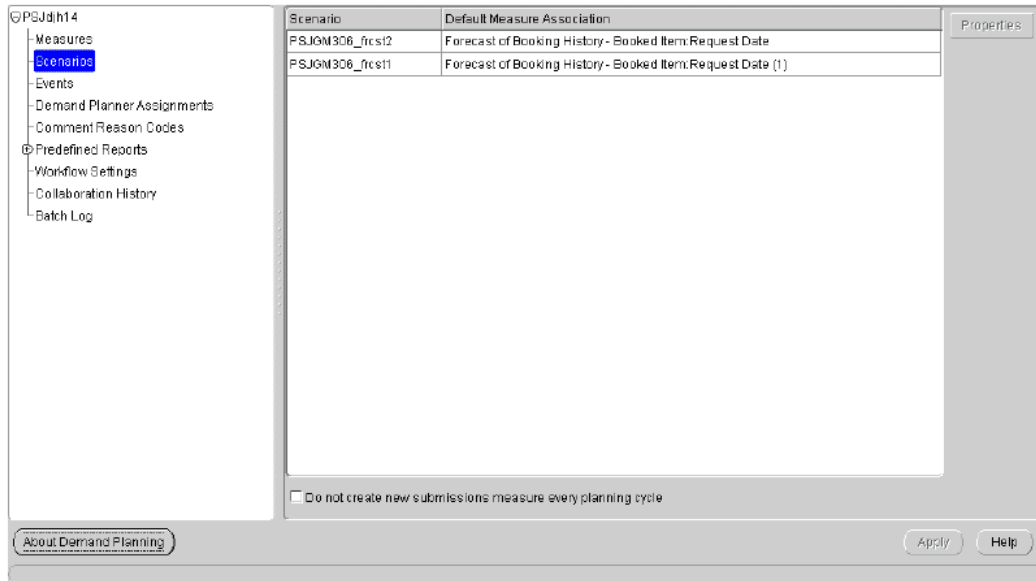 PSJdjh14
Measures
Scenarios
Events
Demand Planner Assignments
Comment Reason Codes
Predefined Reports
Workflow Settings
Collaboration History
Batch Log
Scenario Default Measure Association
PSJGM306_frcst2 Forecast of Booking History - Booked Item:Request Date
PSJGM306_frcst1 Forecast of Booking History - Booked Item:Request Date (1)
Properties
Do not create new submissions measure every planning cycle
About Demand Planning
Apply Help